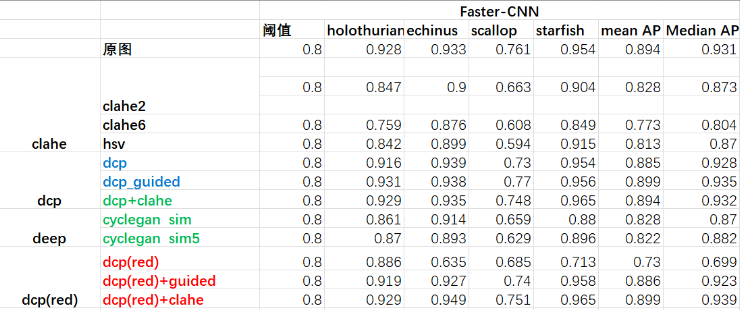 Faster-CNN
阈值 holothurian echinus scallop starfish mean AP Median AP
原图 0.8 0.928 0.933 0.761 0.954 0.894 0.931
0.8 0.847 0.9 0.663 0.904 0.828 0.873
clahe2
clahe6 0.8 0.759 0.876 0.608 0.849 0.773 0.804
clahe hsv 0.8 0.842 0.899 0.594 0.915 0.813 0.87
dcp 0.8 0.916 0.939 0.73 0.954 0.885 0.928
dcp_guided 0.8 0.931 0.938 0.77 0.956 0.899 0.935
dcp dcp+clahe 0.8 0.929 0.935 0.748 0.965 0.894 0.932
cyclegan sim 0.8 0.861 0.914 0.659 0.88 0.828 0.87
deep cyclegan sim5 0.8 0.87 0.893 0.629 0.896 0.822 0.882
dcp(red) 0.8 0.886 0.635 0.685 0.713 0.73 0.699
dcp(red)+guided 0.8 0.919 0.927 0.74 0.958 0.886 0.923
dcp(red) dcp(red)+clahe 0.8 0.929 0.949 0.751 0.965 0.899 0.939